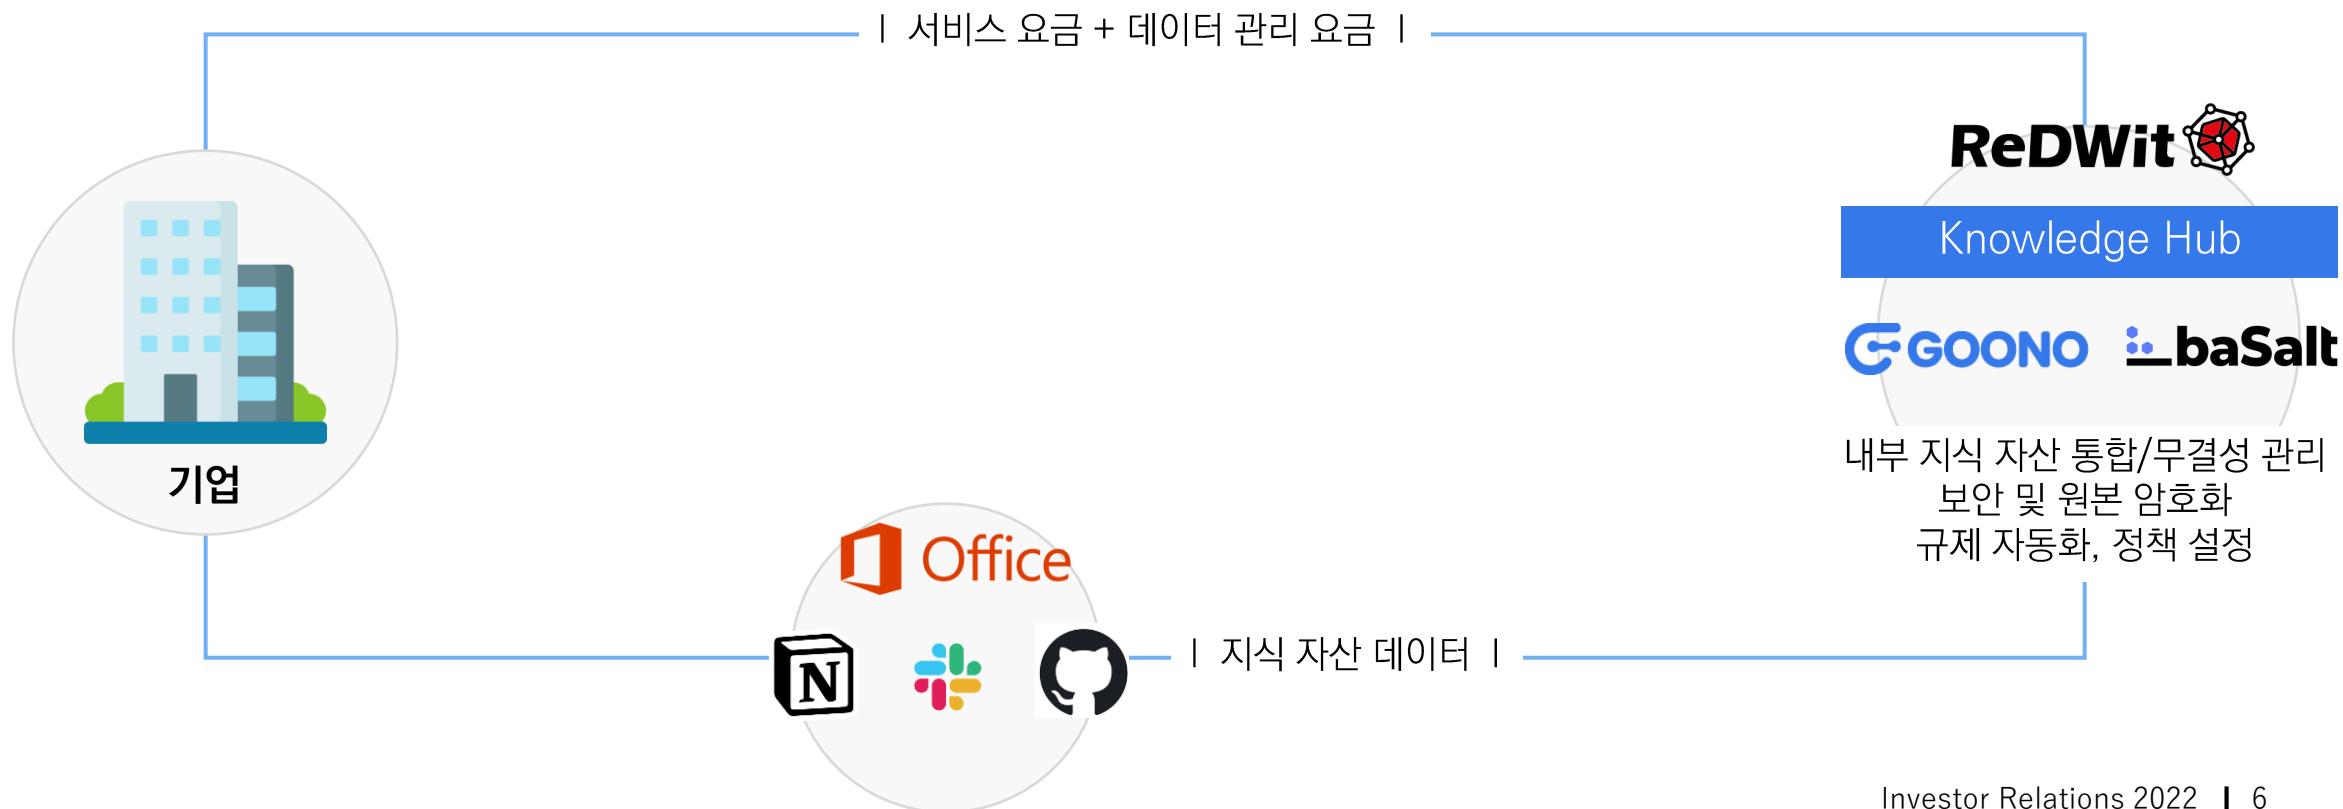 | 서비스 요금 + 데이터 관리 요금 |
ReDWit
Knowledge Hub
GOONO baSalt
내부 지식 자산 통합/무결성 관리
보안 및 원본 암호화
규제 자동화, 정책 설정
기업
Office
N
| 지식 자산 데이터 |
Investor Relations 2022 | 6